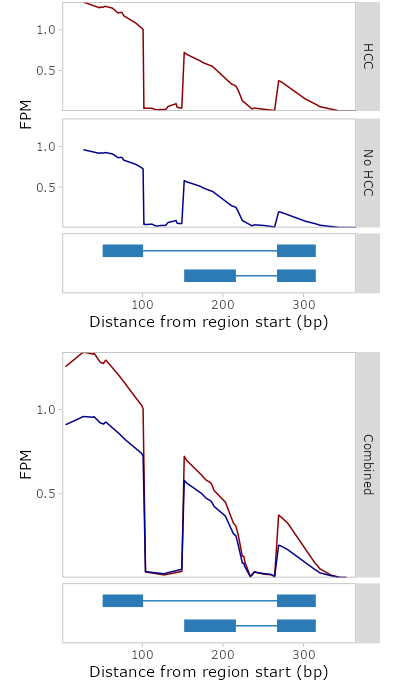 1.0
0.5
HCC
FPM
1.0
0.5
No HCC
100 200 300
Distance from region start (bp)
1.0
0.5
FPM
Combined
100 200 300
Distance from region start (bp)